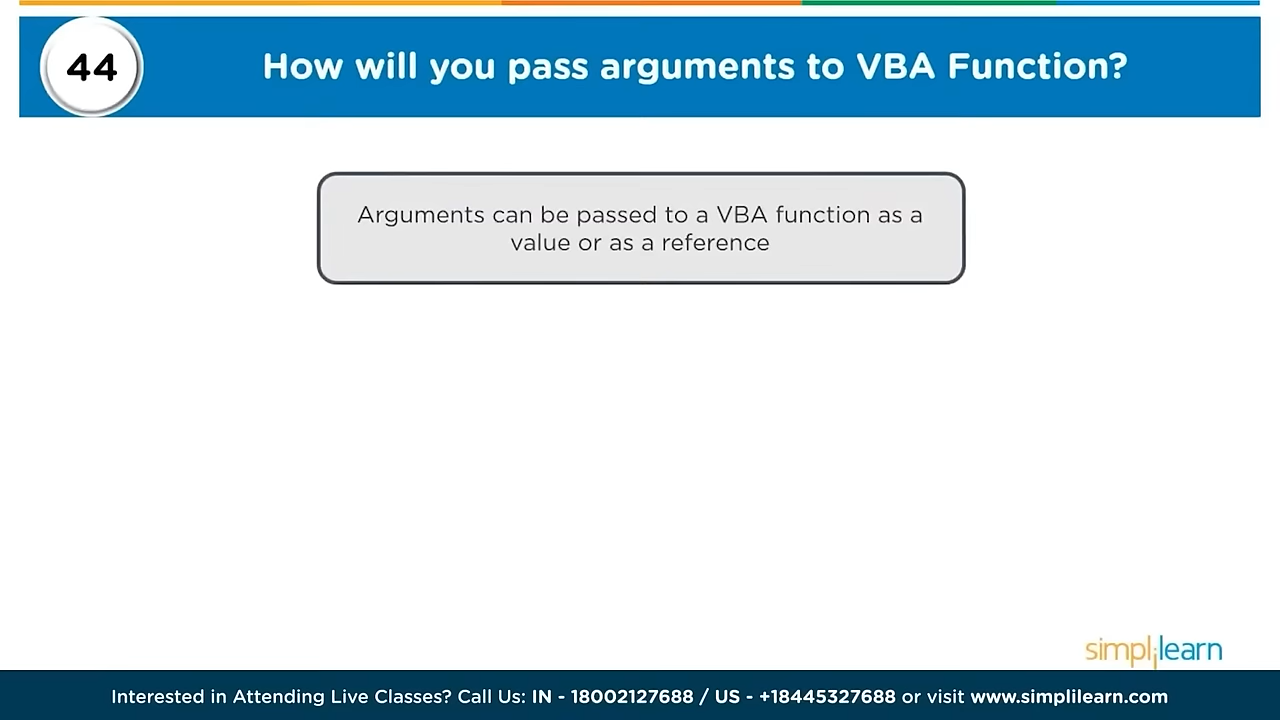 44
How will you pass arguments to VBA Function?
Arguments can be passed to a VBA function as a
value or as a reference
simplilearn
Interested in Attending Live Classes? Call Us: IN - 18002127688 / US - +18445327688 or visit www.simplilearn.com